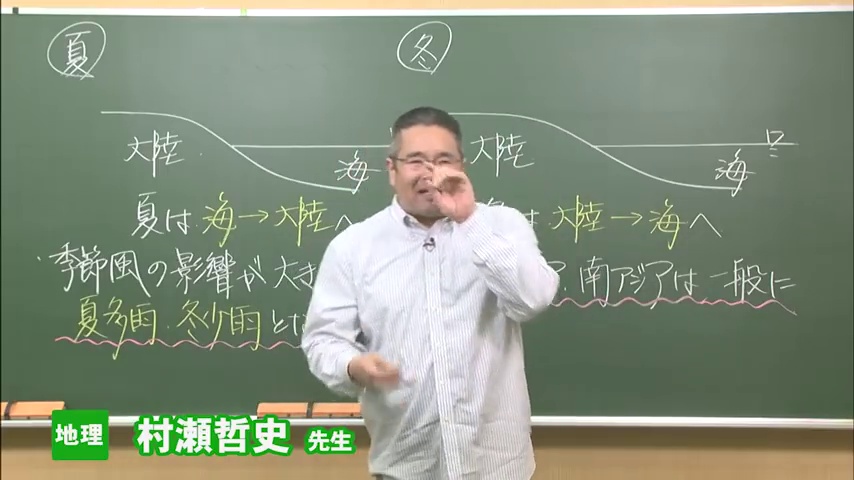 夏
冬
大陸
海
大陸
海
夏は 海→大陸へ
は 大陸→海へ
季節風の影響が大き
南アジアは一般に
夏多雨・冬少雨とな
地理 村瀬哲史 先生